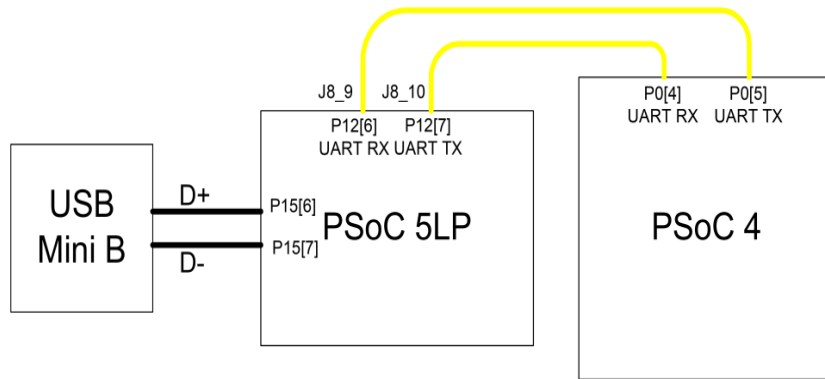 J8_9
J8_10
P12[6]
P12[7]
UART RX
UART TX
P0[4]
P0[5]
UART RX
UART TX
USB
Mini B
D+
D-
P15[6]
P15[7]
PSoC 5LP
PSoC 4